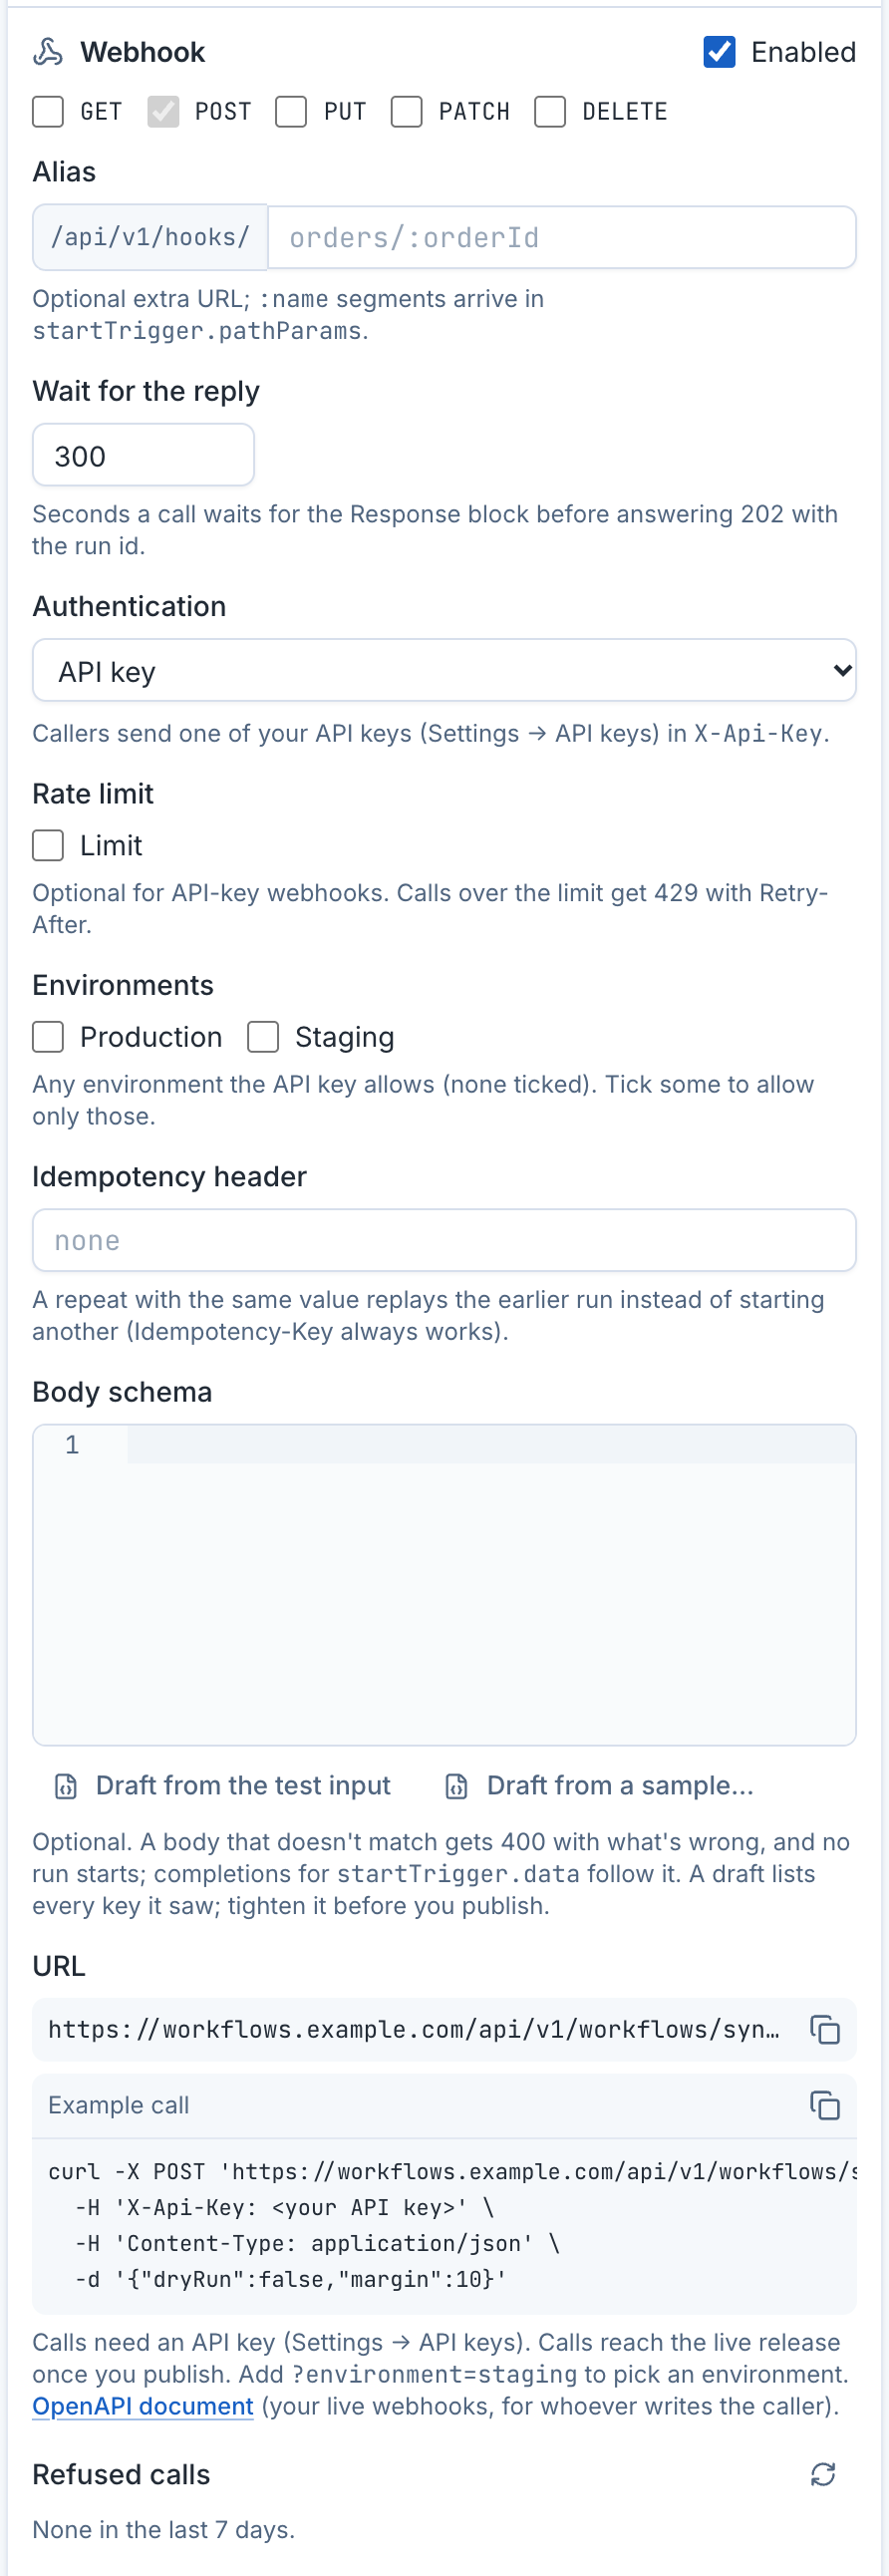 Webhook Enabled
GET POST PUT PATCH DELETE
Alias
/api/v1/hooks/ orders/:orderId
Optional extra URL; :name segments arrive in
startTrigger.pathParams.
Wait for the reply
300
Seconds a call waits for the Response block before answering 202 with
the run id.
Authentication
API key
Callers send one of your API keys (Settings → API keys) in X-Api-Key.
Rate limit
Limit
Optional for API-key webhooks. Calls over the limit get 429 with Retry-
After.
Environments
Production Staging
Any environment the API key allows (none ticked). Tick some to allow
only those.
Idempotency header
none
A repeat with the same value replays the earlier run instead of starting
another (Idempotency-Key always works).
Body schema
1
Draft from the test input Draft from a sample...
Optional. A body that doesn't match gets 400 with what's wrong, and no
run starts; completions for startTrigger.data follow it. A draft lists
every key it saw; tighten it before you publish.
URL
https://workflows.example.com/api/v1/workflows/syn…
Example call
curl -X POST 'https://workflows.example.com/api/v1/workflows/s
-H 'X-Api-Key: <your API key>' \
-H 'Content-Type: application/json' \
-d '{"dryRun":false,"margin":10}'
Calls need an API key (Settings → API keys). Calls reach the live release
once you publish. Add ?environment=staging to pick an environment.
OpenAPI document (your live webhooks, for whoever writes the caller).
Refused calls
None in the last 7 days.